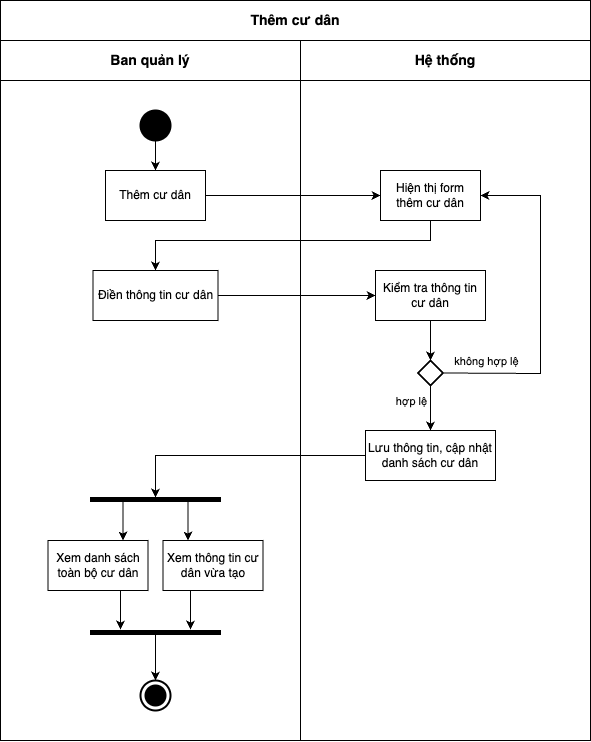 Thêm cư dân
Ban quản lý
Hệ thống
Thêm cư dân
Hiện thị form
thêm cư dân
Điền thông tin cư dân
Kiểm tra thông tin
cư dân
không hợp lệ
hợp lệ
Lưu thông tin, cập nhật
danh sách cư dân
Xem danh sách
toàn bộ cư dân
Xem thông tin cư
dân vừa tạo